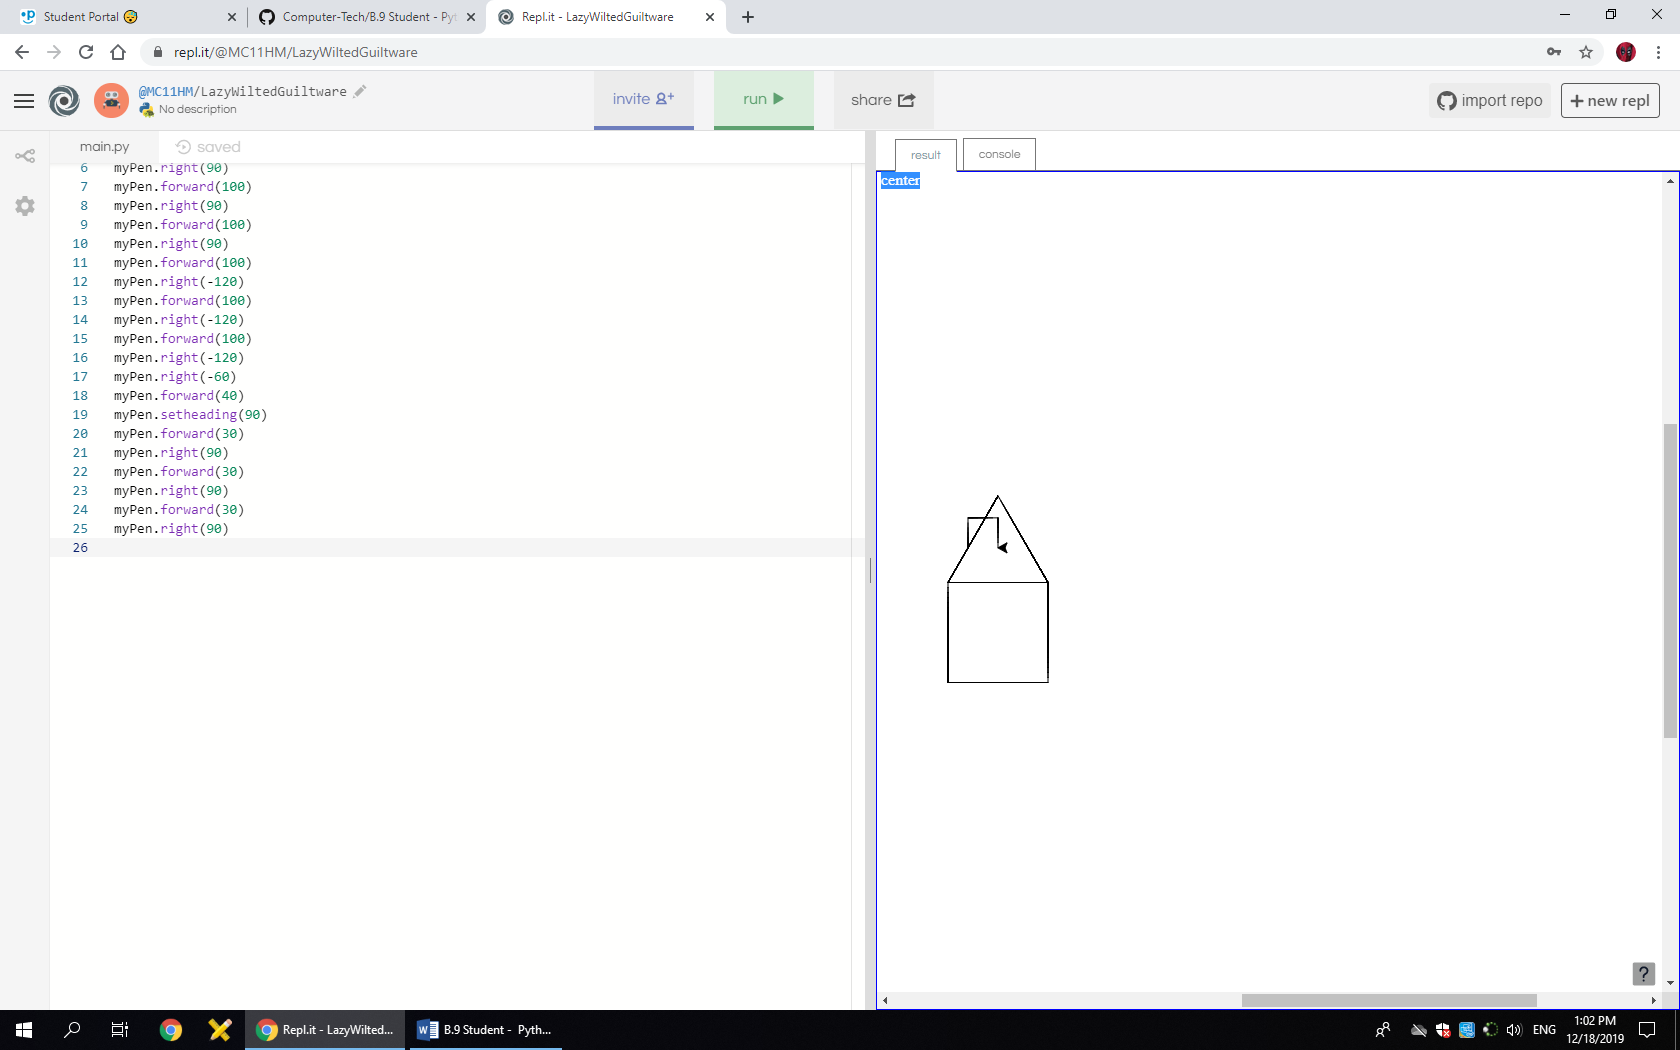 Student Portal 😴
Computer-Tech/B.9 Student - Pyt
Repl.it - LazyWiltedGuiltware
repl.it/@MC11HM/LazyWiltedGuiltware
@MC11HM/LazyWiltedGuiltware
No description
invite
run
share
import repo
+ new repl
main.py
saved
result
console
center
6 myPen.right(90)
7 myPen.forward(100)
8 myPen.right(90)
9 myPen.forward(100)
10 myPen.right(90)
11 myPen.forward(100)
12 myPen.right(-120)
13 myPen.forward(100)
14 myPen.right(-120)
15 myPen.forward(100)
16 myPen.right(-120)
17 myPen.right(-60)
18 myPen.forward(40)
19 myPen.setheading(90)
20 myPen.forward(30)
21 myPen.right(90)
22 myPen.forward(30)
23 myPen.right(90)
24 myPen.forward(30)
25 myPen.right(90)
26
?
Repl.it - LazyWilted...
B.9 Student - Pyth...
ENG
1:02 PM
12/18/2019